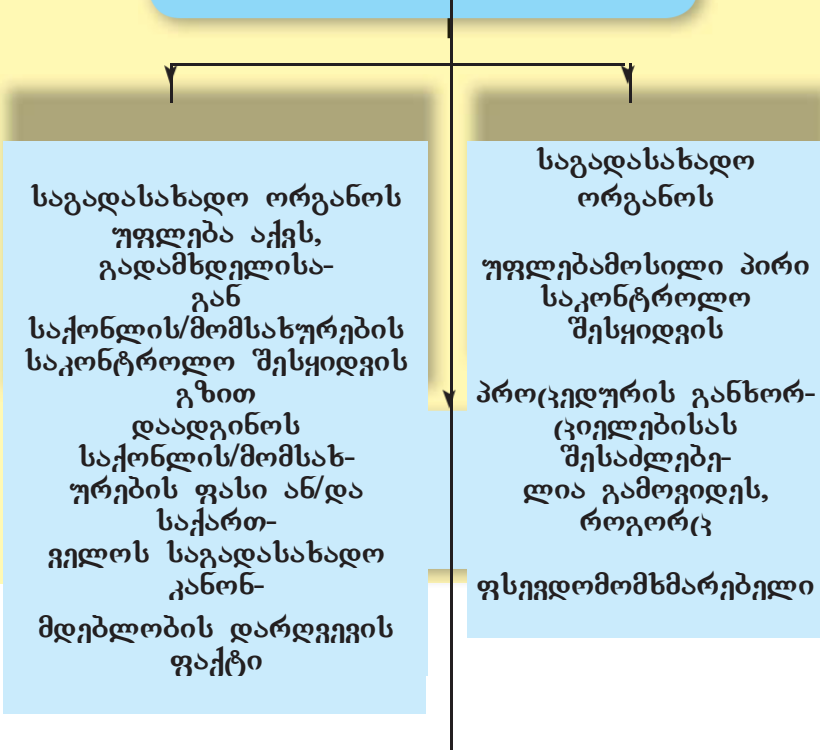 საგადასახადო ორგანოს
უფლება აქვს,
გადამხდელისა-
გან
საქონლის/მომსახურების
საკონტროლო შესყიდვის
გზით
დაადგინოს
საქონლის/მომსახ-
ურების ფასი ან/და
საქართ-
ველოს საგადასახადო
კანონ-
მდებლობის დარღვევის
ფაქტი
საგადასახადო
ორგანოს
უფლებამოსილი პირი
საკონტროლო
შესყიდვის
პროცედურის განხორ-
ციელებისას
შესაძლებე-
ლია გამოვიდეს,
როგორც
ფსევდომომხმარებელი